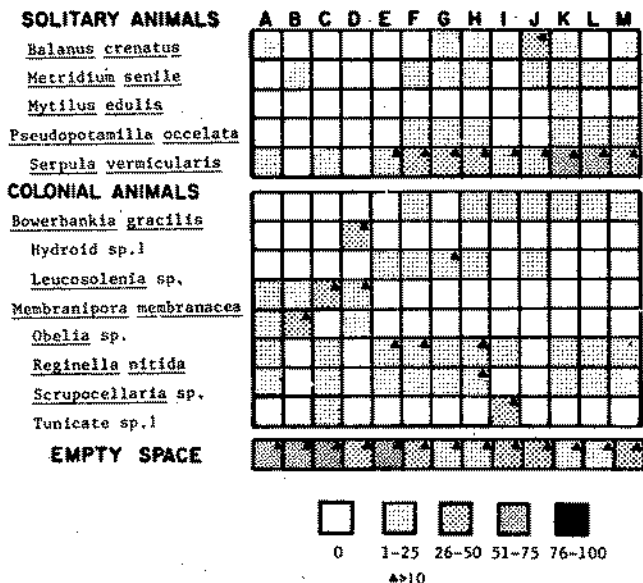 SOLITARY ANIMALS A B C D E F G H I J K L M
Balanus crenatus
Metridium senile
Mytilus edulis
Pseudopotamilla occelata
Serpula vermicularis
COLONIAL ANIMALS
Bowerbankia gracilis
Hydroid sp.1
Leucosolenia sp.
Membranipora membranacea
Obelia sp.
Reginella nitida
Scrupocellaria sp.
Tunicate sp.1
EMPTY SPACE
0 1-25 26-50 51-75 76-100
▲>10